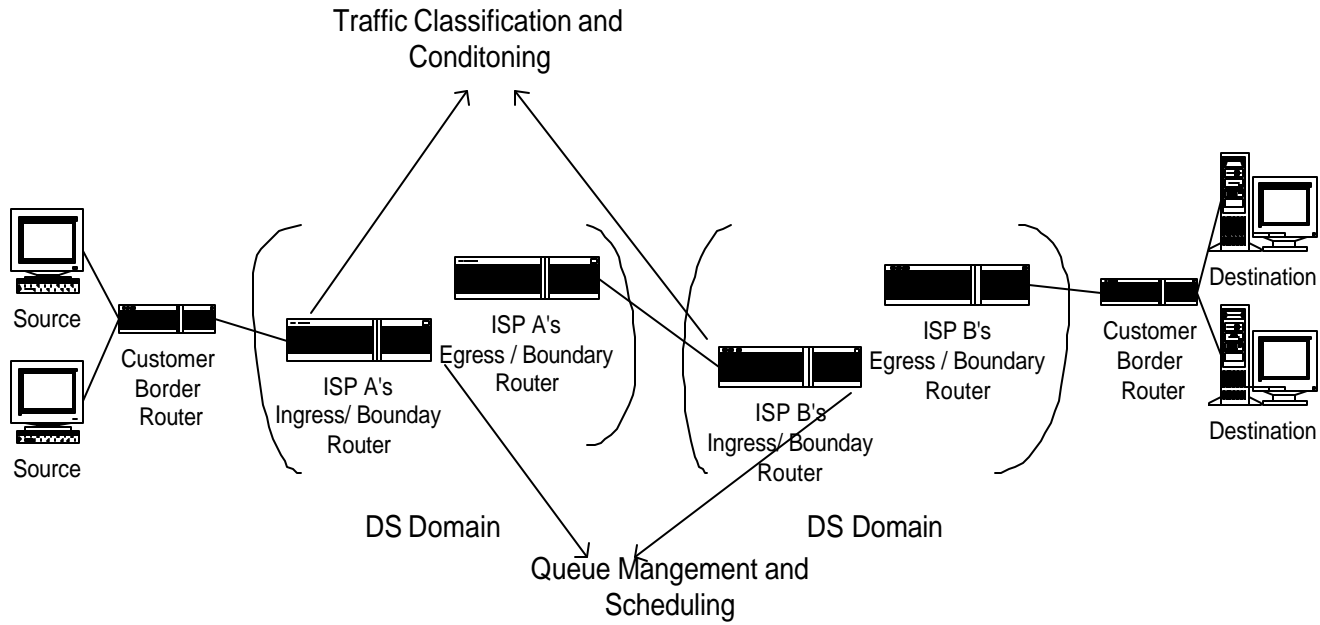 Traffic Classification and
Conditoning
Source
Customer
Border
Router
Source
ISP A's
Ingress/ Bounday
Router
ISP A's
Egress / Boundary
Router
ISP B's
Ingress/ Bounday
Router
ISP B's
Egress / Boundary
Router
Customer
Border
Router
Destination
Destination
DS Domain
DS Domain
Queue Mangement and
Scheduling